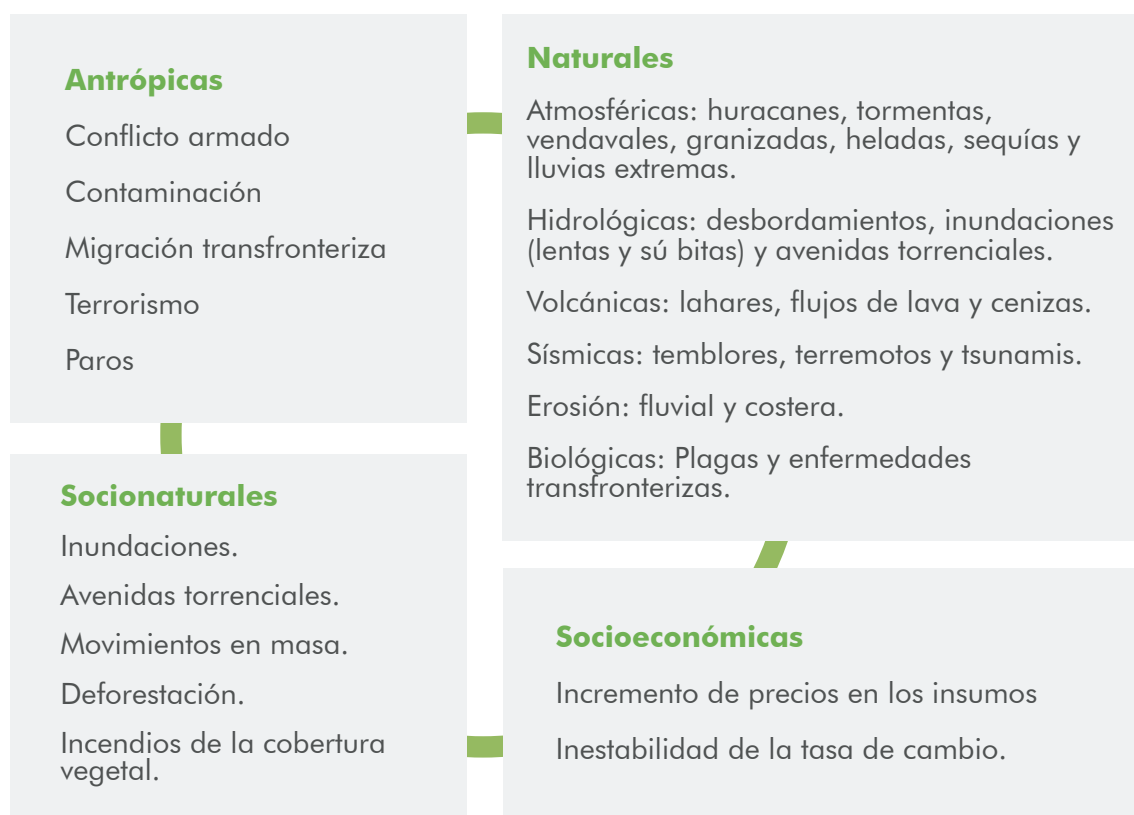 Antrópicas
Conflicto armado
Contaminación
Migración transfronteriza
Terrorismo
Paros
Naturales
Atmosféricas: huracanes, tormentas,
vendavales, granizadas, heladas, sequías y
lluvias extremas.
Hidrológicas: desbordamientos, inundaciones
(lentas y sú bitas) y avenidas torrenciales.
Volcánicas: lahares, flujos de lava y cenizas.
Sísmicas: temblores, terremotos y tsunamis.
Erosión: fluvial y costera.
Biológicas: Plagas y enfermedades
transfronterizas.
Socionaturales
Inundaciones.
Avenidas torrenciales.
Movimientos en masa.
Deforestación.
Incendios de la cobertura
vegetal.
Socioeconómicas
Incremento de precios en los insumos
Inestabilidad de la tasa de cambio.